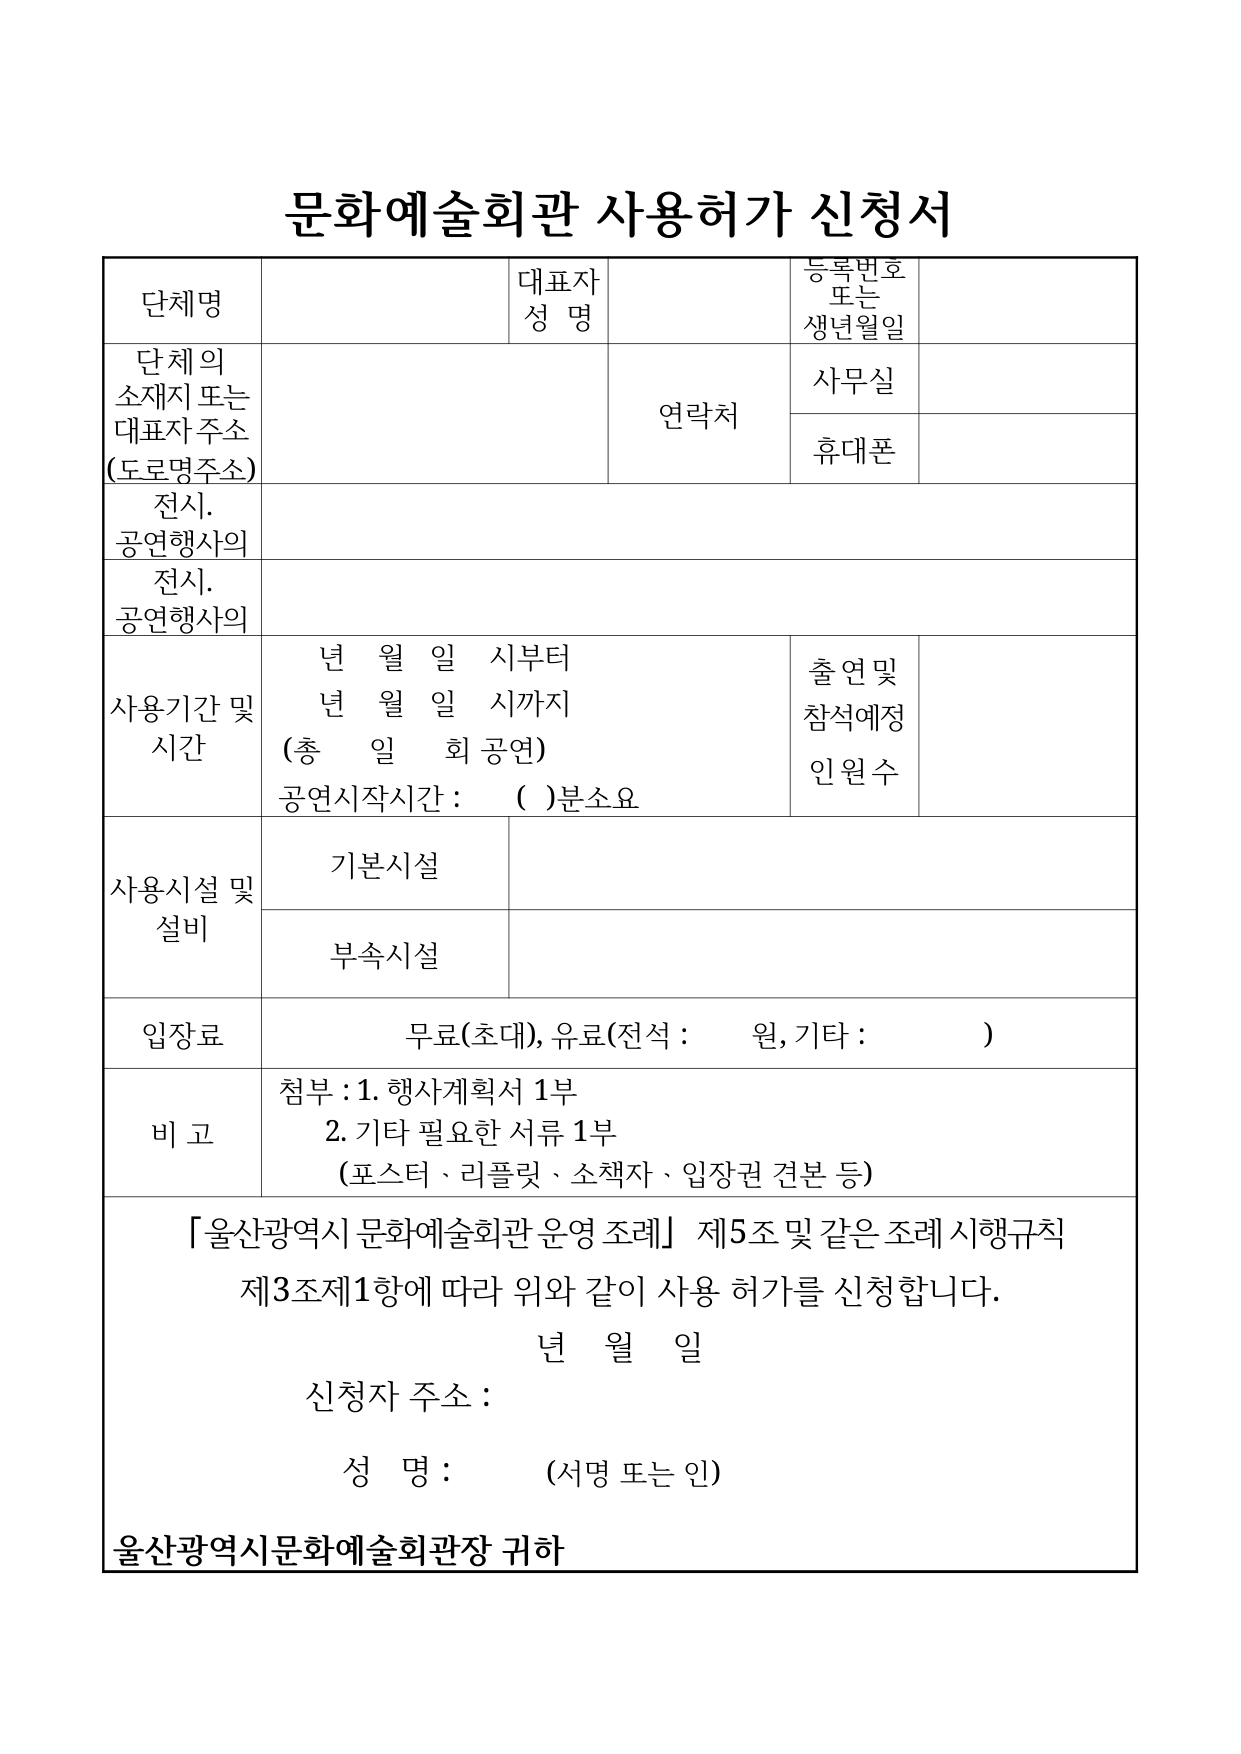 문화예술회관 사용허가 신청서
단체명
대표자
성 명
등록번호
또는
생년월일
단체의
소재지 또는
대표자 주소
(도로명주소)
연락처
사무실
휴대폰
전시.
공연행사의
전시.
공연행사의
사용기간 및
시간
년 월 일 시부터
년 월 일 시까지
(총 일 회 공연)
공연시작시간 : ( )분소요
출 연 및
참석예정
인 원 수
사용시설 및
설비
기본시설
부속시설
입장료
무료(초대), 유료(전석 : 원, 기타 : )
비 고
첨부 : 1. 행사계획서 1부
2. 기타 필요한 서류 1부
(포스터、리플릿、소책자、입장권 견본 등)
「울산광역시 문화예술회관 운영 조례」 제5조 및 같은 조례 시행규칙
제3조제1항에 따라 위와 같이 사용 허가를 신청합니다.
년 월 일
신청자 주소 :
성 명 : (서명 또는 인)
울산광역시문화예술회관장 귀하